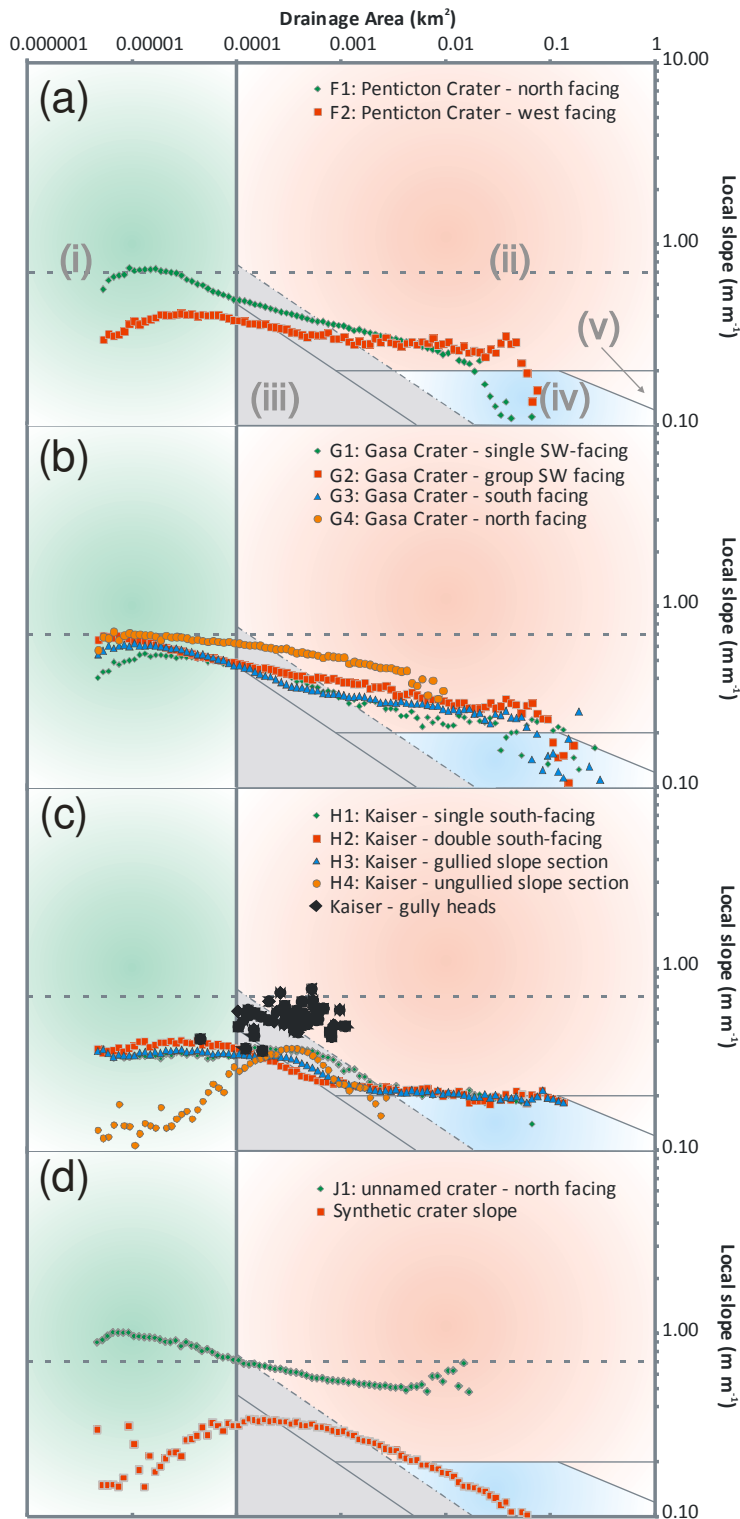 Drainage Area (km²)
0.000001 0.00001 0.0001 0.001 0.01 0.1 1
10.00
(a)
F1: Penticton Crater - north facing
F2: Penticton Crater - west facing
Local slope (m m⁻¹)
(i)
(ii)
1.00
(v)
(iii)
(iv)
0.10
(b)
G1: Gasa Crater - single SW-facing
G2: Gasa Crater - group SW facing
G3: Gasa Crater - south facing
G4: Gasa Crater - north facing
Local slope (m m⁻¹)
1.00
0.10
(c)
H1: Kaiser - single south-facing
H2: Kaiser - double south-facing
H3: Kaiser - gullied slope section
H4: Kaiser - ungullied slope section
Kaiser - gully heads
Local slope (m m⁻¹)
1.00
0.10
(d)
J1: unnamed crater - north facing
Synthetic crater slope
Local slope (m m⁻¹)
1.00
0.10